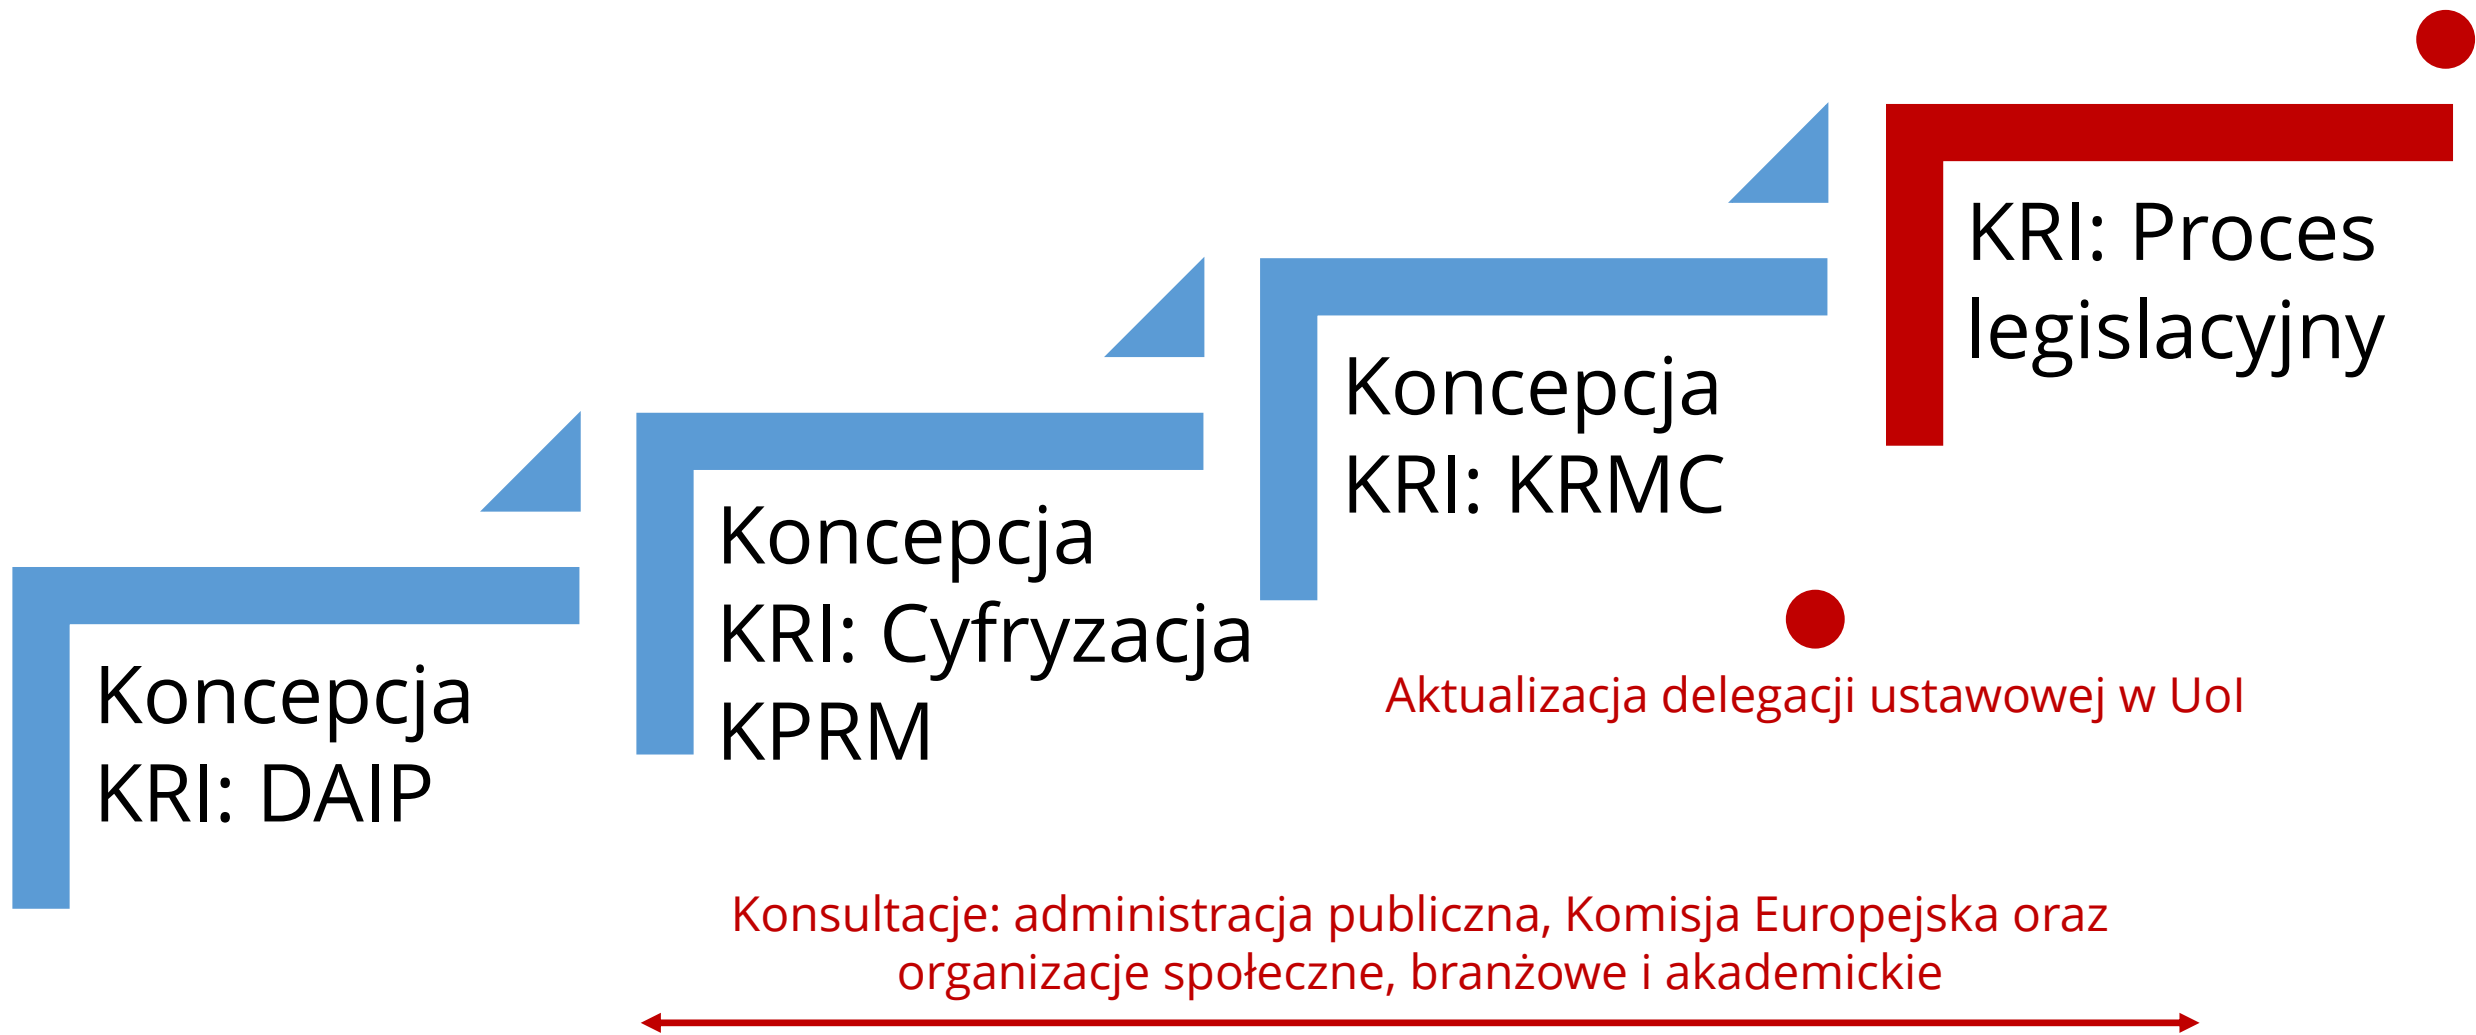 Koncepcja
KRI: DAIP
Koncepcja
KRI: Cyfryzacja
KPRM
Koncepcja
KRI: KRMC
KRI: Proces
legislacyjny
Aktualizacja delegacji ustawowej w UoI
Konsultacje: administracja publiczna, Komisja Europejska oraz
organizacje społeczne, branżowe i akademickie